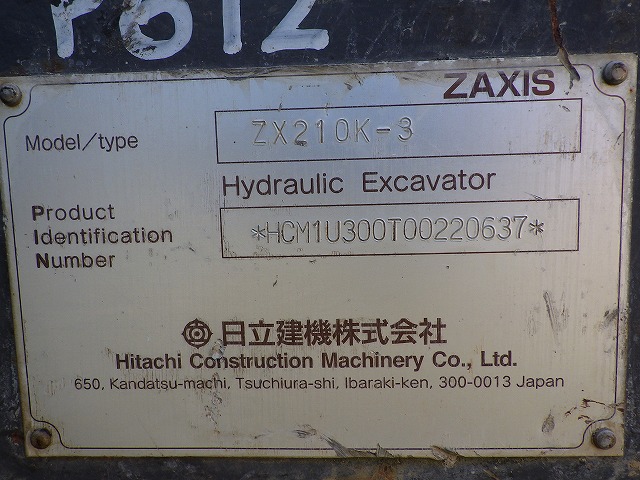 P612
ZAXIS
Model/type ZX210K-3
Hydraulic Excavator
Product
Identification
Number
*HCM1U300T00220637*
日立建機株式会社
Hitachi Construction Machinery Co., Ltd.
650, Kandatsu-machi, Tsuchiura-shi, Ibaraki-ken, 300-0013 Japan